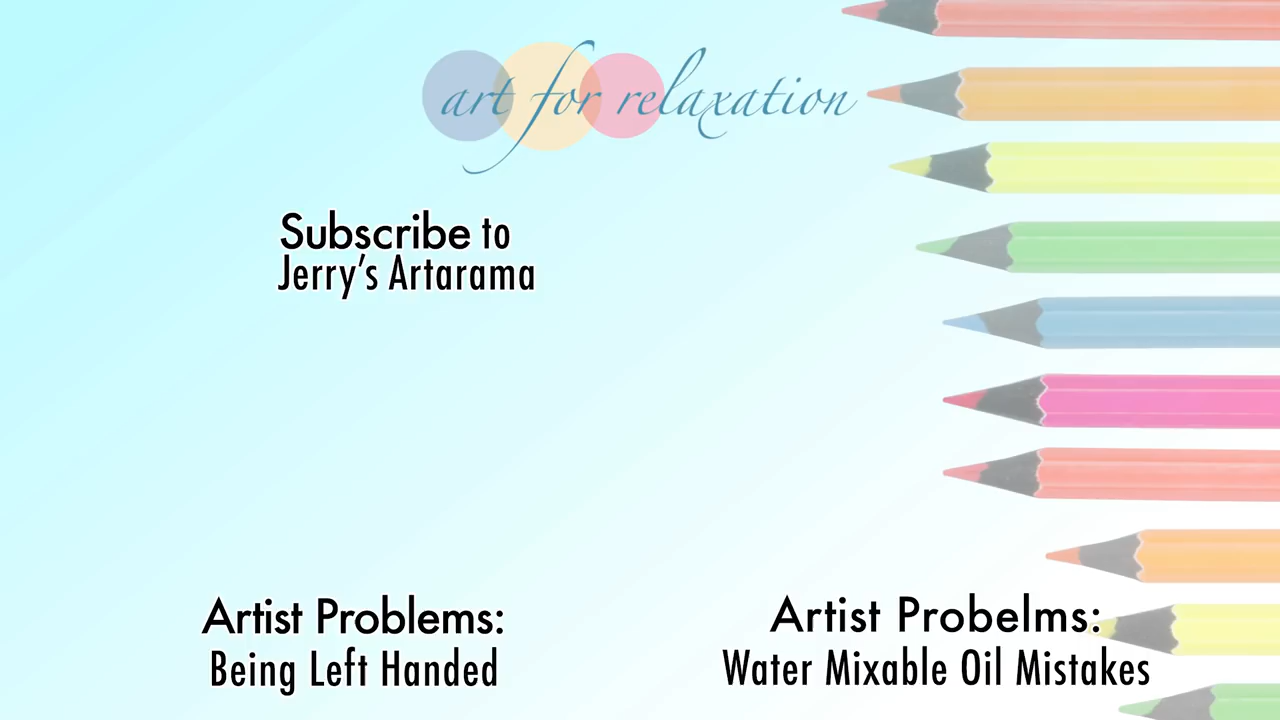 art for relaxation
Subscribe to
Jerry's Artarama
Artist Problems:
Being Left Handed
Artist Probelms:
Water Mixable Oil Mistakes